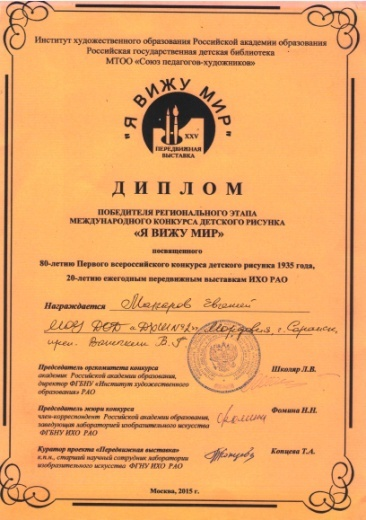 Институт художественного образования Российской академии образования
Российская государственная детская библиотека
МТОО «Союз педагогов-художников»
"Я ВИЖУ МИР"
XXV
ПЕРЕДВИЖНАЯ
ВЫСТАВКА
ДИПЛОМ
ПОБЕДИТЕЛЯ РЕГИОНАЛЬНОГО ЭТАПА
МЕЖДУНАРОДНОГО КОНКУРСА ДЕТСКОГО РИСУНКА
«Я ВИЖУ МИР»
посвященного
80-летию Первого всероссийского конкурса детского рисунка 1935 года,
20-летию ежегодным передвижным выставкам ИХО РАО
Награждается Макаров Евгений
МОУ ДОД «ДХШ №2» Мордовия, г. Саранск,
преп. В.Г
Председатель оргкомитета конкурса Школяр Л.В.
академик Российской академии образования,
директор ФГБНУ «Институт художественного
образования» РАО
Председатель жюри конкурса Фомина Н.Н.
член-корреспондент Российской академии образования,
заведующая лабораторией изобразительного искусства
ФГБНУ ИХО РАО
Куратор проекта «Передвижная выставка» Копцева Т.А.
к.п.н., старший научный сотрудник лаборатории
изобразительного искусства ФГНУ ИХО РАО
Москва, 2015 г.